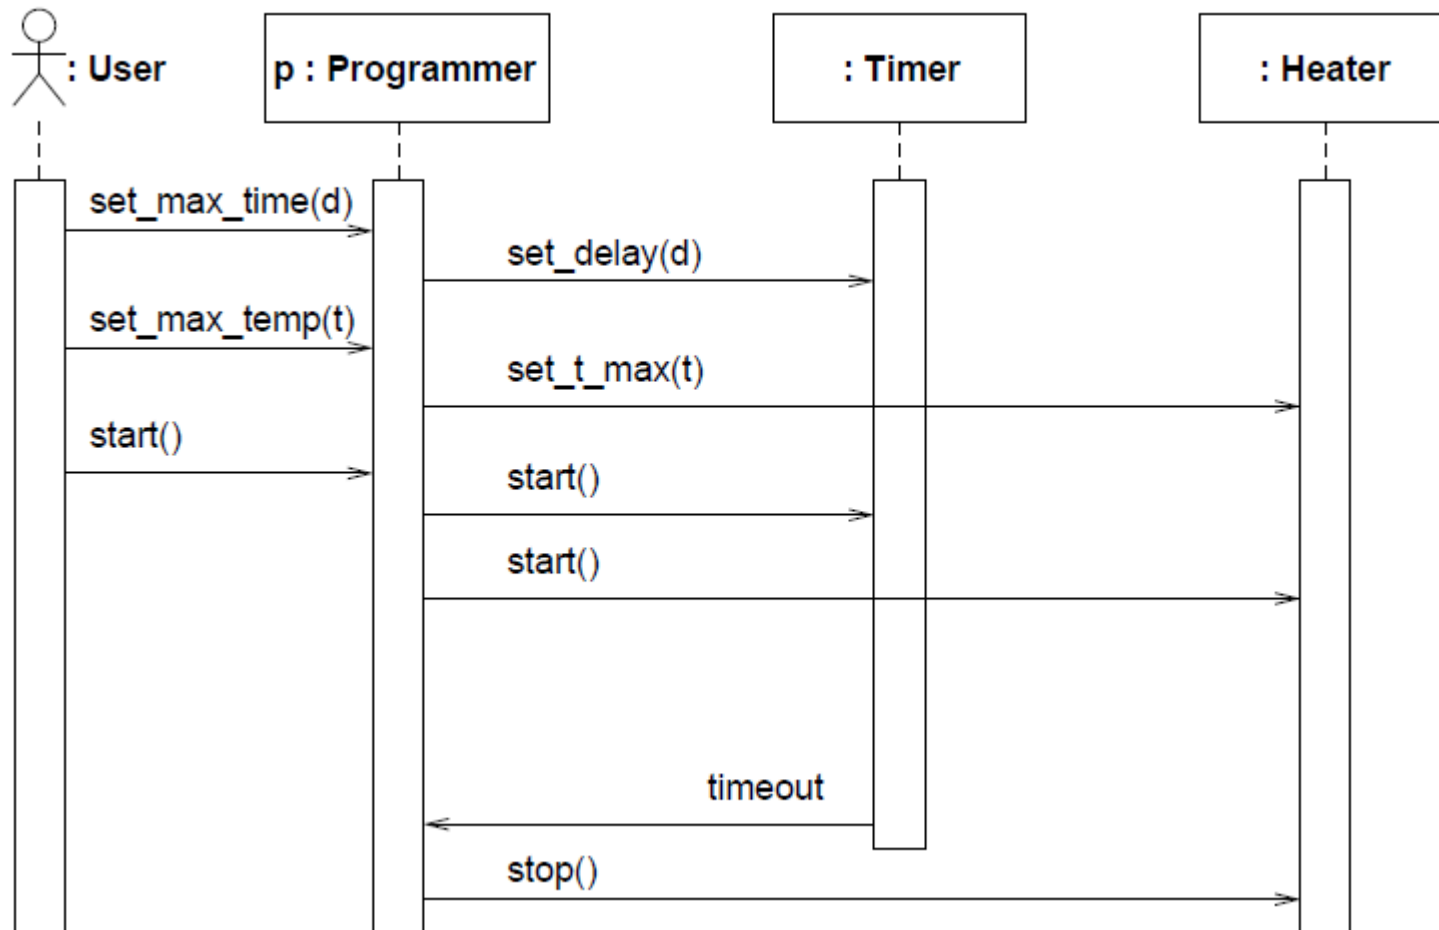 : User
p : Programmer
: Timer
: Heater
set_max_time(d)
set_delay(d)
set_max_temp(t)
set_t_max(t)
start()
start()
start()
timeout
stop()